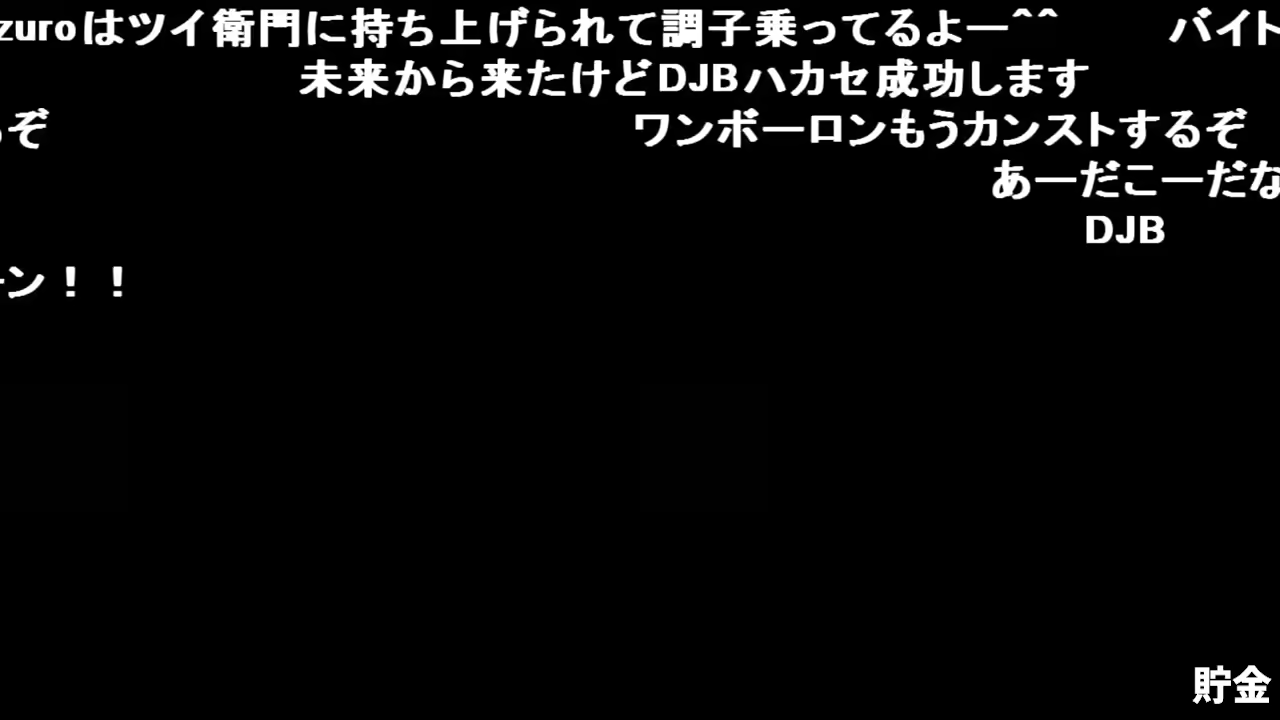 zuroはツイ衛門に持ち上げられて調子乗ってるよー^^ バイト
未来から来たけどDJBハカセ成功します
るぞ ワンボーロンもうカンストするぞ
あーだこーだな
DJB
ン！！
貯金